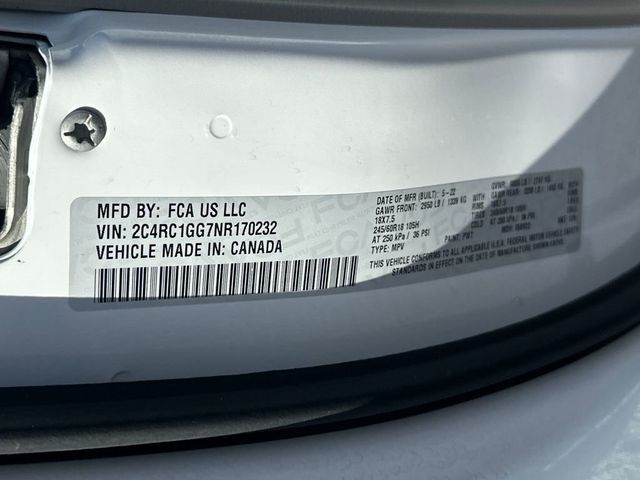 MFD BY: FCA US LLC
VIN: 2C4RC1GG7NR170232
VEHICLE MADE IN: CANADA
DATE OF MFR (BUILT): 5-22
GAWR FRONT: 2950 LB / 1339 KG
18X7.5
245/60R18 105H
AT 250 kPa / 36 PSI
TYPE: MPV
GVWR:
PAINT: PW7
THIS VEHICLE CONFORMS TO ALL APPLICABLE U.S.A. FEDERAL MOTOR VEHICLE SAFETY
STANDARDS IN EFFECT ON THE DATE OF MANUFACTURE SHOWN ABOVE